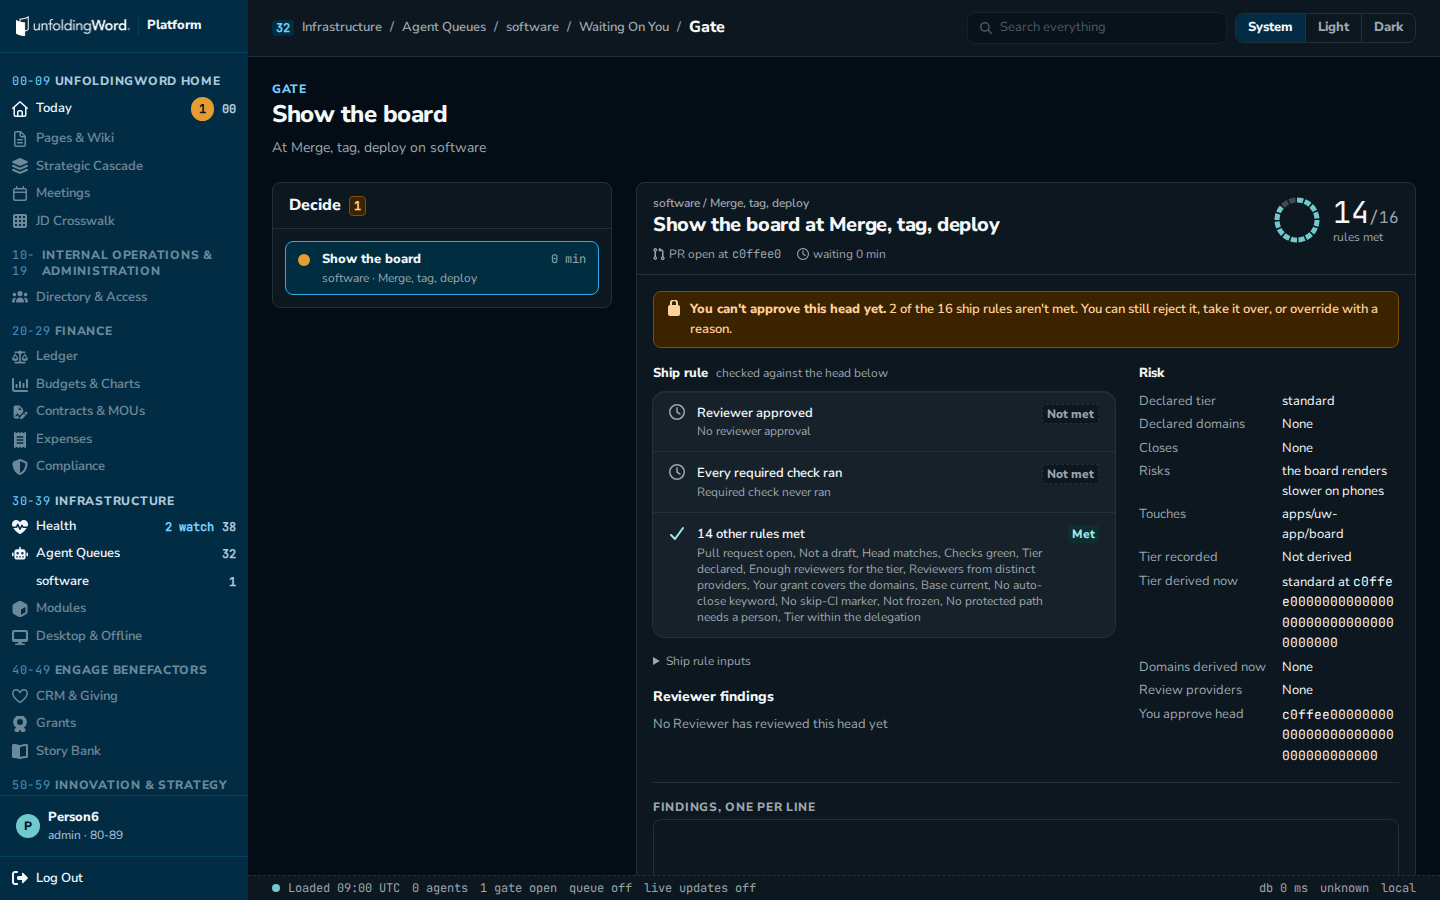 unfoldingWord Platform
00-09 UNFOLDINGWORD HOME
Today 1 00
Pages & Wiki
Strategic Cascade
Meetings
JD Crosswalk
10-19 INTERNAL OPERATIONS & ADMINISTRATION
Directory & Access
20-29 FINANCE
Ledger
Budgets & Charts
Contracts & MOUs
Expenses
Compliance
30-39 INFRASTRUCTURE
Health 2 watch 38
Agent Queues 32
software 1
Modules
Desktop & Offline
40-49 ENGAGE BENEFACTORS
CRM & Giving
Grants
Story Bank
50-59 INNOVATION & STRATEGY
P Person6
admin · 80-89
Log Out
32 Infrastructure / Agent Queues / software / Waiting On You / Gate
Search everything
System Light Dark
GATE
Show the board
At Merge, tag, deploy on software
Decide 1
Show the board 0 min
software · Merge, tag, deploy
software / Merge, tag, deploy
Show the board at Merge, tag, deploy
PR open at c0ffee0 waiting 0 min
14/16
rules met
You can't approve this head yet. 2 of the 16 ship rules aren't met. You can still reject it, take it over, or override with a
reason.
Ship rule checked against the head below
Reviewer approved Not met
No reviewer approval
Every required check ran Not met
Required check never ran
14 other rules met Met
Pull request open, Not a draft, Head matches, Checks green, Tier
declared, Enough reviewers for the tier, Reviewers from distinct
providers, Your grant covers the domains, Base current, No auto-
close keyword, No skip-CI marker, Not frozen, No protected path
needs a person, Tier within the delegation
Ship rule inputs
Reviewer findings
No Reviewer has reviewed this head yet
Risk
Declared tier standard
Declared domains None
Closes None
Risks the board renders
slower on phones
Touches apps/uw-
app/board
Tier recorded Not derived
Tier derived now standard at c0ffe
e0000000000000
00000000000000
0000000
Domains derived now None
Review providers None
You approve head c0ffee00000000
00000000000000
000000000000
FINDINGS, ONE PER LINE
Loaded 09:00 UTC 0 agents 1 gate open queue off live updates off
db 0 ms unknown local